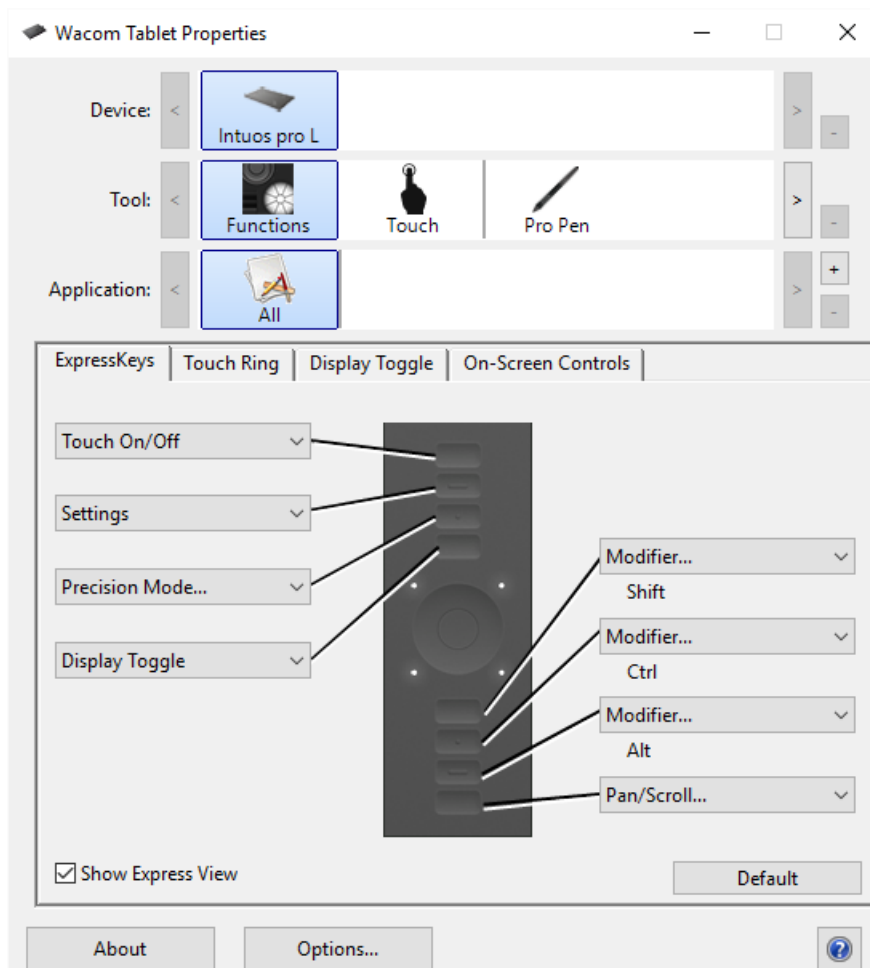 Wacom Tablet Properties
Device:
<
Intuos pro L
>
-
Tool:
<
Functions
Touch
Pro Pen
>
-
Application:
<
All
>
+
-
ExpressKeys
Touch Ring
Display Toggle
On-Screen Controls
Touch On/Off
Settings
Precision Mode...
Display Toggle
Modifier...
Shift
Modifier...
Ctrl
Modifier...
Alt
Pan/Scroll...
Show Express View
Default
About
Options...
?